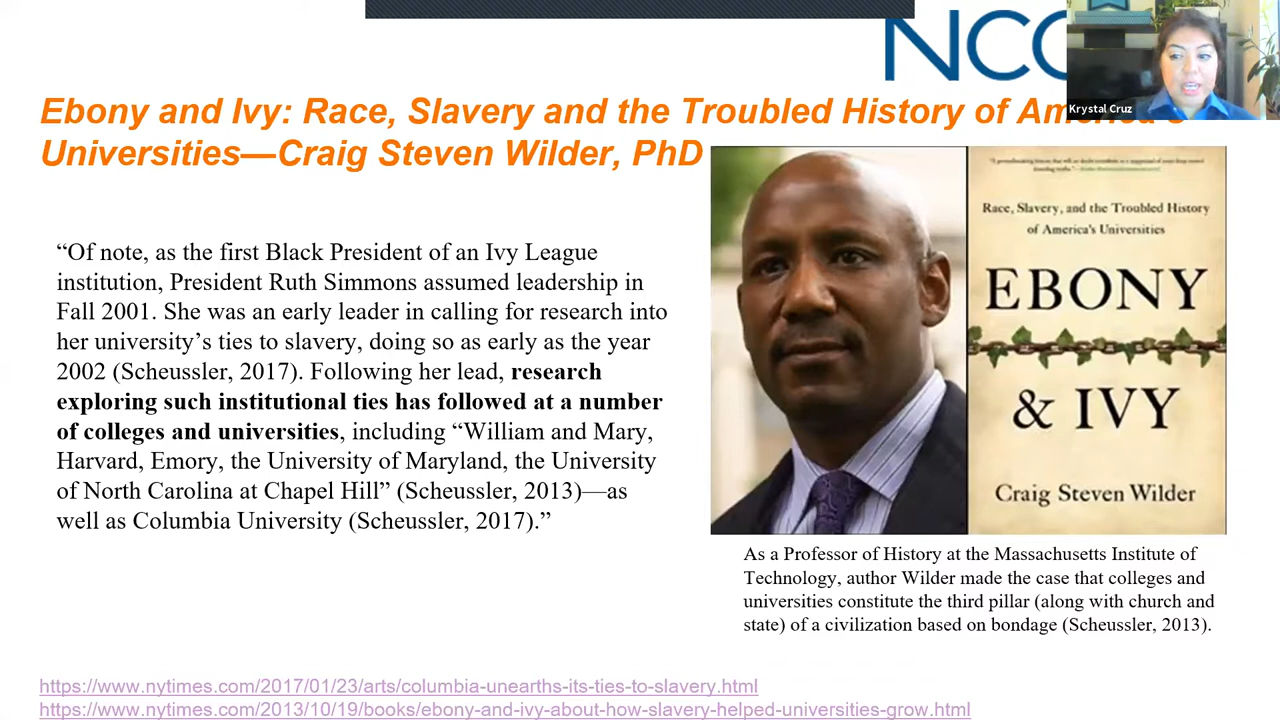 NCC
Krystal Cruz
Ebony and Ivy: Race, Slavery and the Troubled History of America's
Universities—Craig Steven Wilder, PhD
“Of note, as the first Black President of an Ivy League
institution, President Ruth Simmons assumed leadership in
Fall 2001. She was an early leader in calling for research into
her university’s ties to slavery, doing so as early as the year
2002 (Scheussler, 2017). Following her lead, research
exploring such institutional ties has followed at a number
of colleges and universities, including “William and Mary,
Harvard, Emory, the University of Maryland, the University
of North Carolina at Chapel Hill” (Scheussler, 2013)—as
well as Columbia University (Scheussler, 2017).”
Race, Slavery, and the Troubled History
of America's Universities
EBONY
& IVY
Craig Steven Wilder
As a Professor of History at the Massachusetts Institute of
Technology, author Wilder made the case that colleges and
universities constitute the third pillar (along with church and
state) of a civilization based on bondage (Scheussler, 2013).
https://www.nytimes.com/2017/01/23/arts/columbia-unearths-its-ties-to-slavery.html
https://www.nytimes.com/2013/10/19/books/ebony-and-ivy-about-how-scavery-helped-universities-grow.html